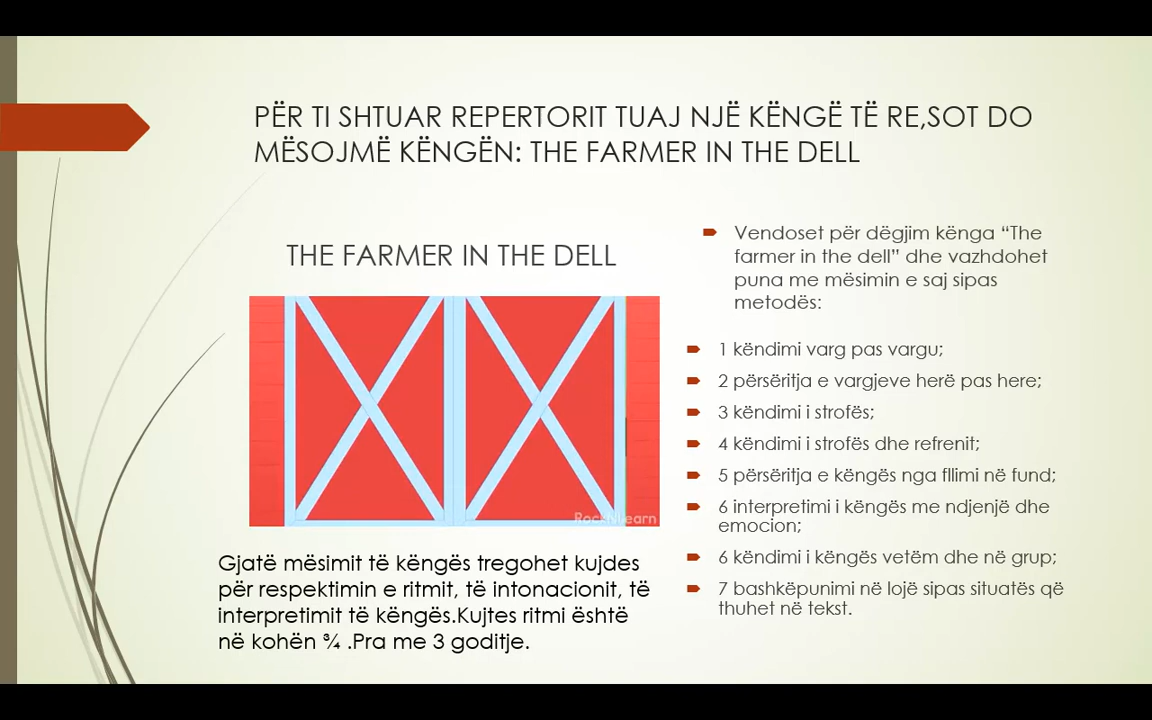 PËR TI SHTUAR REPERTORIT TUAJ NJË KËNGË TË RE,SOT DO
MËSOJMË KËNGËN: THE FARMER IN THE DELL
THE FARMER IN THE DELL
Rock'N Learn
Gjatë mësimit të këngës tregohet kujdes
për respektimin e ritmit, të intonacionit, të
interpretimit të këngës.Kujtes ritmi është
në kohën ¾ .Pra me 3 goditje.
Vendoset për dëgjim kënga “The
farmer in the dell” dhe vazhdohet
puna me mësimin e saj sipas
metodës:
1 këndimi varg pas vargu;
2 përsëritja e vargjeve herë pas here;
3 këndimi i strofës;
4 këndimi i strofës dhe refrenit;
5 përsëritja e këngës nga fllimi në fund;
6 interpretimi i këngës me ndjenjë dhe
emocion;
6 këndimi i këngës vetëm dhe në grup;
7 bashkëpunimi në lojë sipas situatës që
thuhet në tekst.